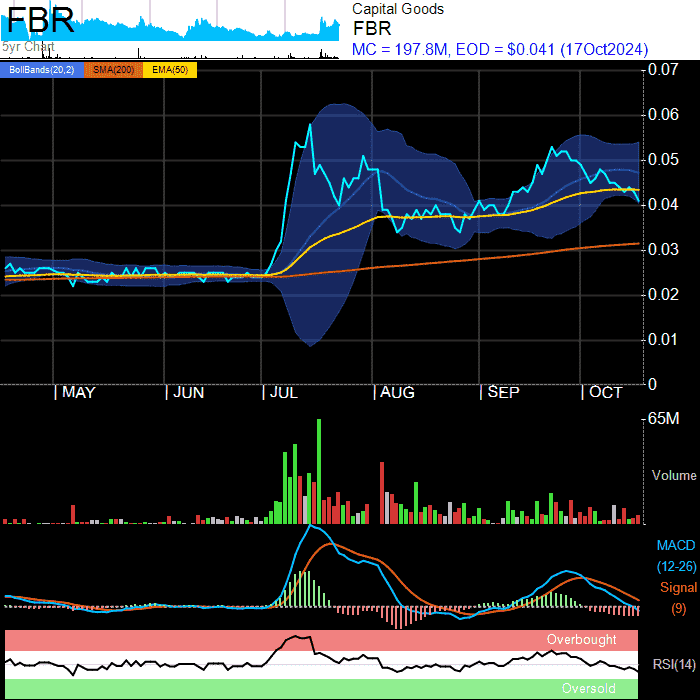 FBR
5yr Chart
Capital Goods
FBR
MC = 197.8M, EOD = $0.041 (17Oct2024)
BollBands(20,2) SMA(200) EMA(50)
0.07
0.06
0.05
0.04
0.03
0.02
0.01
0
MAY JUN JUL AUG SEP OCT
65M
Volume
MACD
(12-26)
Signal
(9)
Overbought
RSI(14)
Oversold